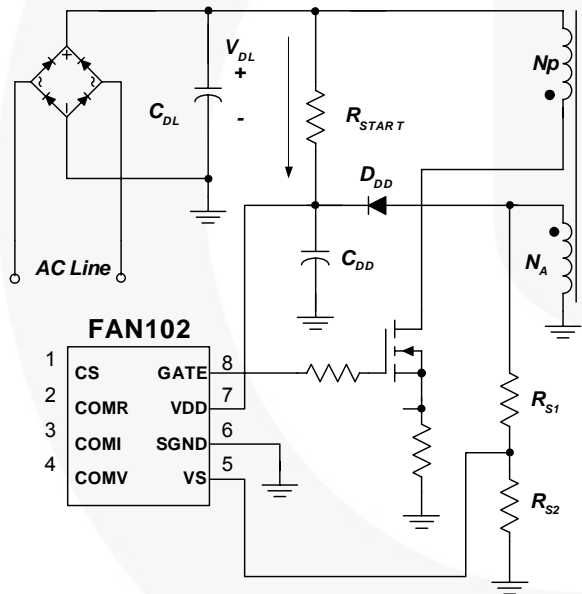 V_DL
+
-
C_DL
R_START
Np
D_DD
N_A
C_DD
AC Line
FAN102
1 CS GATE 8
2 COMR VDD 7
3 COMI SGND 6
4 COMV VS 5
R_S1
R_S2